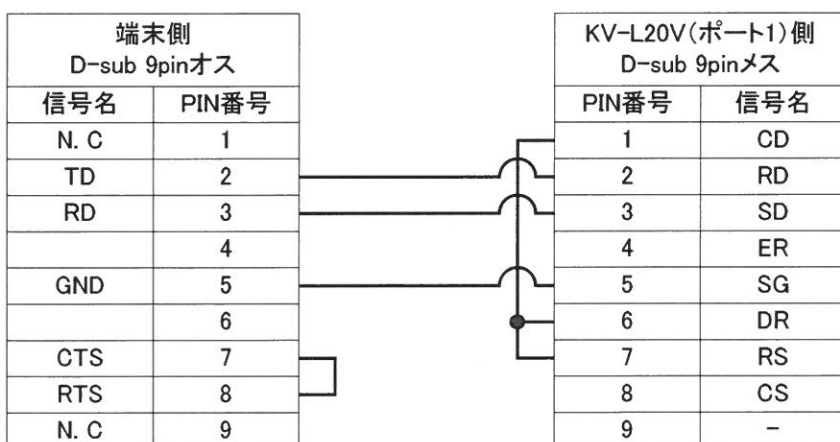 端末側
D-sub 9pinオス
信号名 PIN番号
N. C 1
TD 2
RD 3
4
GND 5
6
CTS 7
RTS 8
N. C 9
KV-L20V(ポート1)側
D-sub 9pinメス
PIN番号 信号名
1 CD
2 RD
3 SD
4 ER
5 SG
6 DR
7 RS
8 CS
9 -